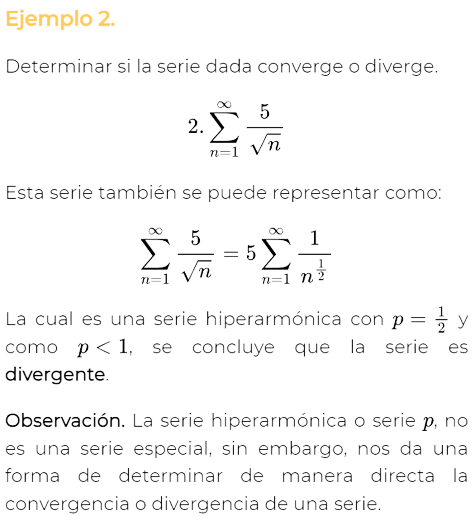 Ejemplo 2.
Determinar si la serie dada converge o diverge.
2. \sum_{n=1}^{\infty} \frac{5}{\sqrt{n}}
Esta serie también se puede representar como:
\sum_{n=1}^{\infty} \frac{5}{\sqrt{n}} = 5 \sum_{n=1}^{\infty} \frac{1}{n^{\frac{1}{2}}}
La cual es una serie hiperarmónica con p = \frac{1}{2} y
como p < 1, se concluye que la serie es
divergente.
Observación. La serie hiperarmónica o serie p, no
es una serie especial, sin embargo, nos da una
forma de determinar de manera directa la
convergencia o divergencia de una serie.